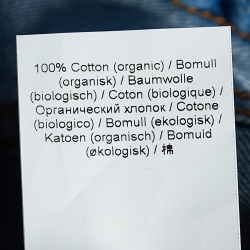 100% Cotton (organic) / Bomull
(organisk) / Baumwolle
(biologisch) / Coton (biologique) /
Органический хлопок / Cotone
(biologico) / Bomull (ekologisk) /
Katoen (organisch) / Bomuld
(økologisk) / 棉